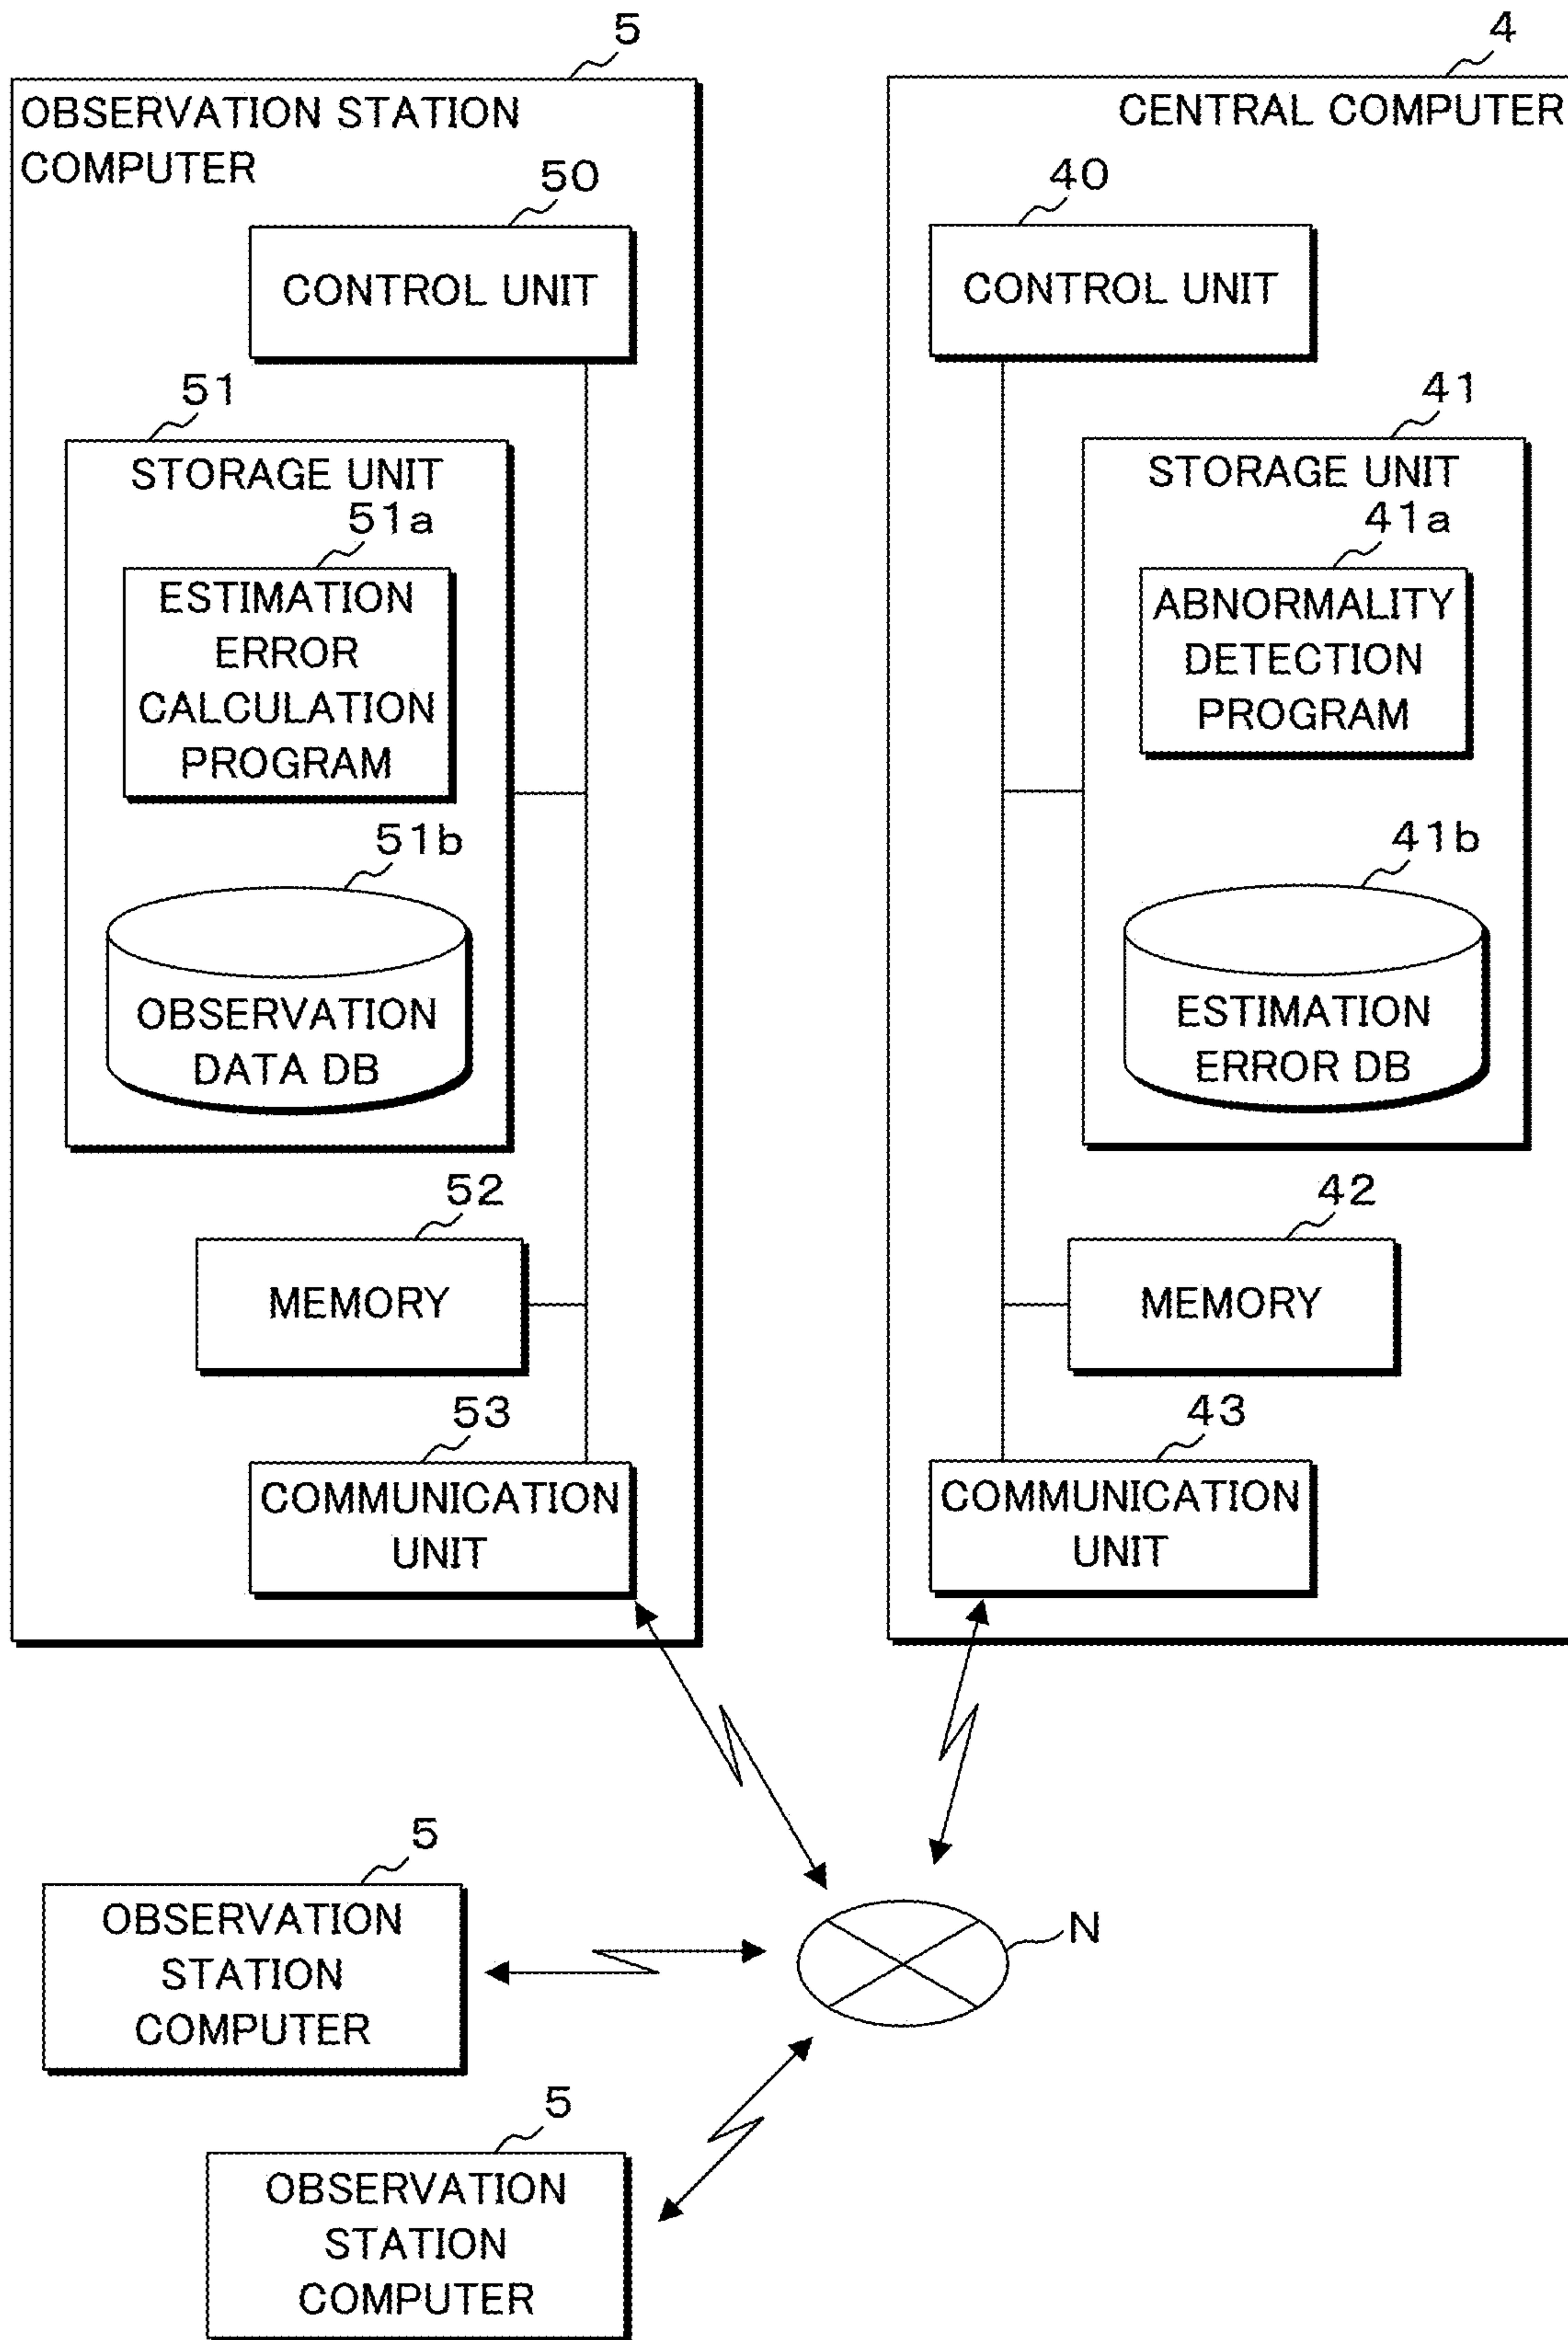 5
OBSERVATION STATION
COMPUTER
50
CONTROL UNIT
51
STORAGE UNIT
51a
ESTIMATION
ERROR
CALCULATION
PROGRAM
51b
OBSERVATION
DATA DB
52
MEMORY
53
COMMUNICATION
UNIT
4
CENTRAL COMPUTER
40
CONTROL UNIT
41
STORAGE UNIT
41a
ABNORMALITY
DETECTION
PROGRAM
41b
ESTIMATION
ERROR DB
42
MEMORY
43
COMMUNICATION
UNIT
5
OBSERVATION
STATION
COMPUTER
N
5
OBSERVATION
STATION
COMPUTER